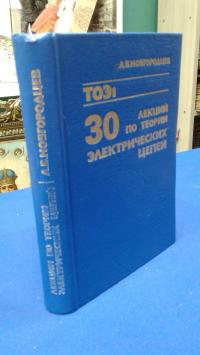 А.Б.НОВГОРОДЦЕВ
ТОЭ:
30 ЛЕКЦИЙ
ПО ТЕОРИИ
ЭЛЕКТРИЧЕСКИХ
ЦЕПЕЙ
А.Б.НОВГОРОДЦЕВ
ЛЕКЦИИ ПО ТЕОРИИ
ЭЛЕКТРИЧЕСКИХ ЦЕПЕЙ